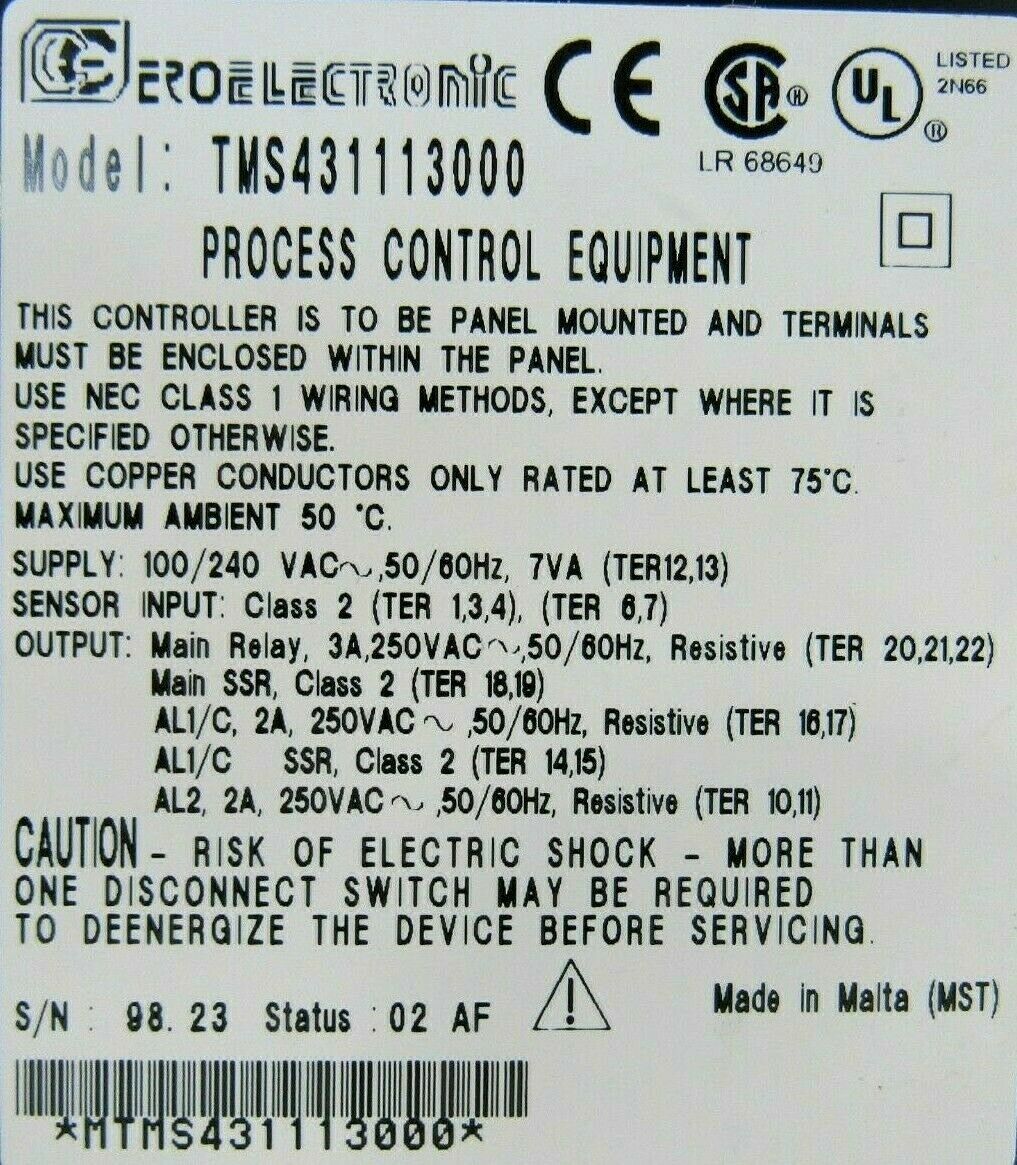 EROELECTRONIC
CE
SA
UL
®
LISTED
2N66
LR 68649
Model: TMS431113000
PROCESS CONTROL EQUIPMENT
THIS CONTROLLER IS TO BE PANEL MOUNTED AND TERMINALS
MUST BE ENCLOSED WITHIN THE PANEL.
USE NEC CLASS 1 WIRING METHODS, EXCEPT WHERE IT IS
SPECIFIED OTHERWISE.
USE COPPER CONDUCTORS ONLY RATED AT LEAST 75°C.
MAXIMUM AMBIENT 50 °C.
SUPPLY: 100/240 VAC～,50/60Hz, 7VA (TER12,13)
SENSOR INPUT: Class 2 (TER 1,3,4), (TER 6,7)
OUTPUT: Main Relay, 3A,250VAC～,50/60Hz, Resistive (TER 20,21,22)
Main SSR, Class 2 (TER 18,19)
AL1/C, 2A, 250VAC～ ,50/60Hz, Resistive (TER 16,17)
AL1/C SSR, Class 2 (TER 14,15)
AL2, 2A, 250VAC～ ,50/60Hz, Resistive (TER 10,11)
CAUTION - RISK OF ELECTRIC SHOCK - MORE THAN
ONE DISCONNECT SWITCH MAY BE REQUIRED
TO DEENERGIZE THE DEVICE BEFORE SERVICING.
S/N : 98. 23 Status : 02 AF
Made in Malta (MST)
*MTMS431113000*